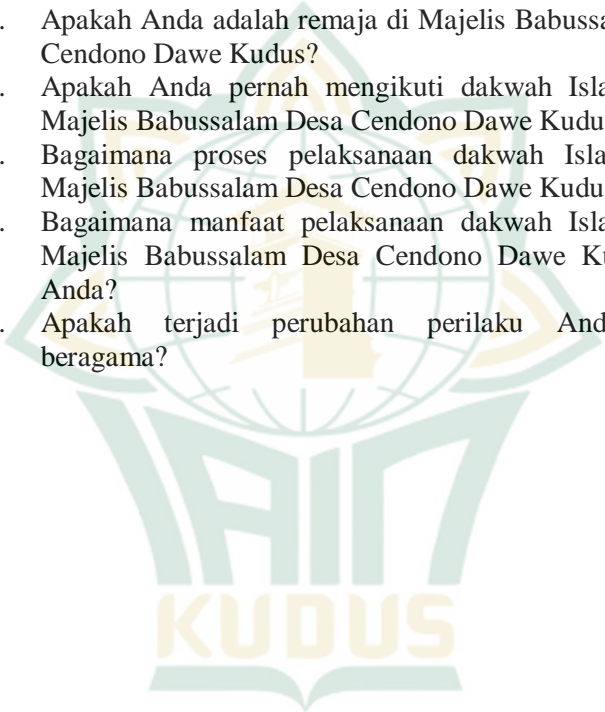 . Apakah Anda adalah remaja di Majelis Babussa
Cendono Dawe Kudus?
. Apakah Anda pernah mengikuti dakwah Isla
Majelis Babussalam Desa Cendono Dawe Kudu
. Bagaimana proses pelaksanaan dakwah Isla
Majelis Babussalam Desa Cendono Dawe Kudu
. Bagaimana manfaat pelaksanaan dakwah Isla
Majelis Babussalam Desa Cendono Dawe Ku
Anda?
. Apakah terjadi perubahan perilaku And
beragama?
IAIN
KUDUS